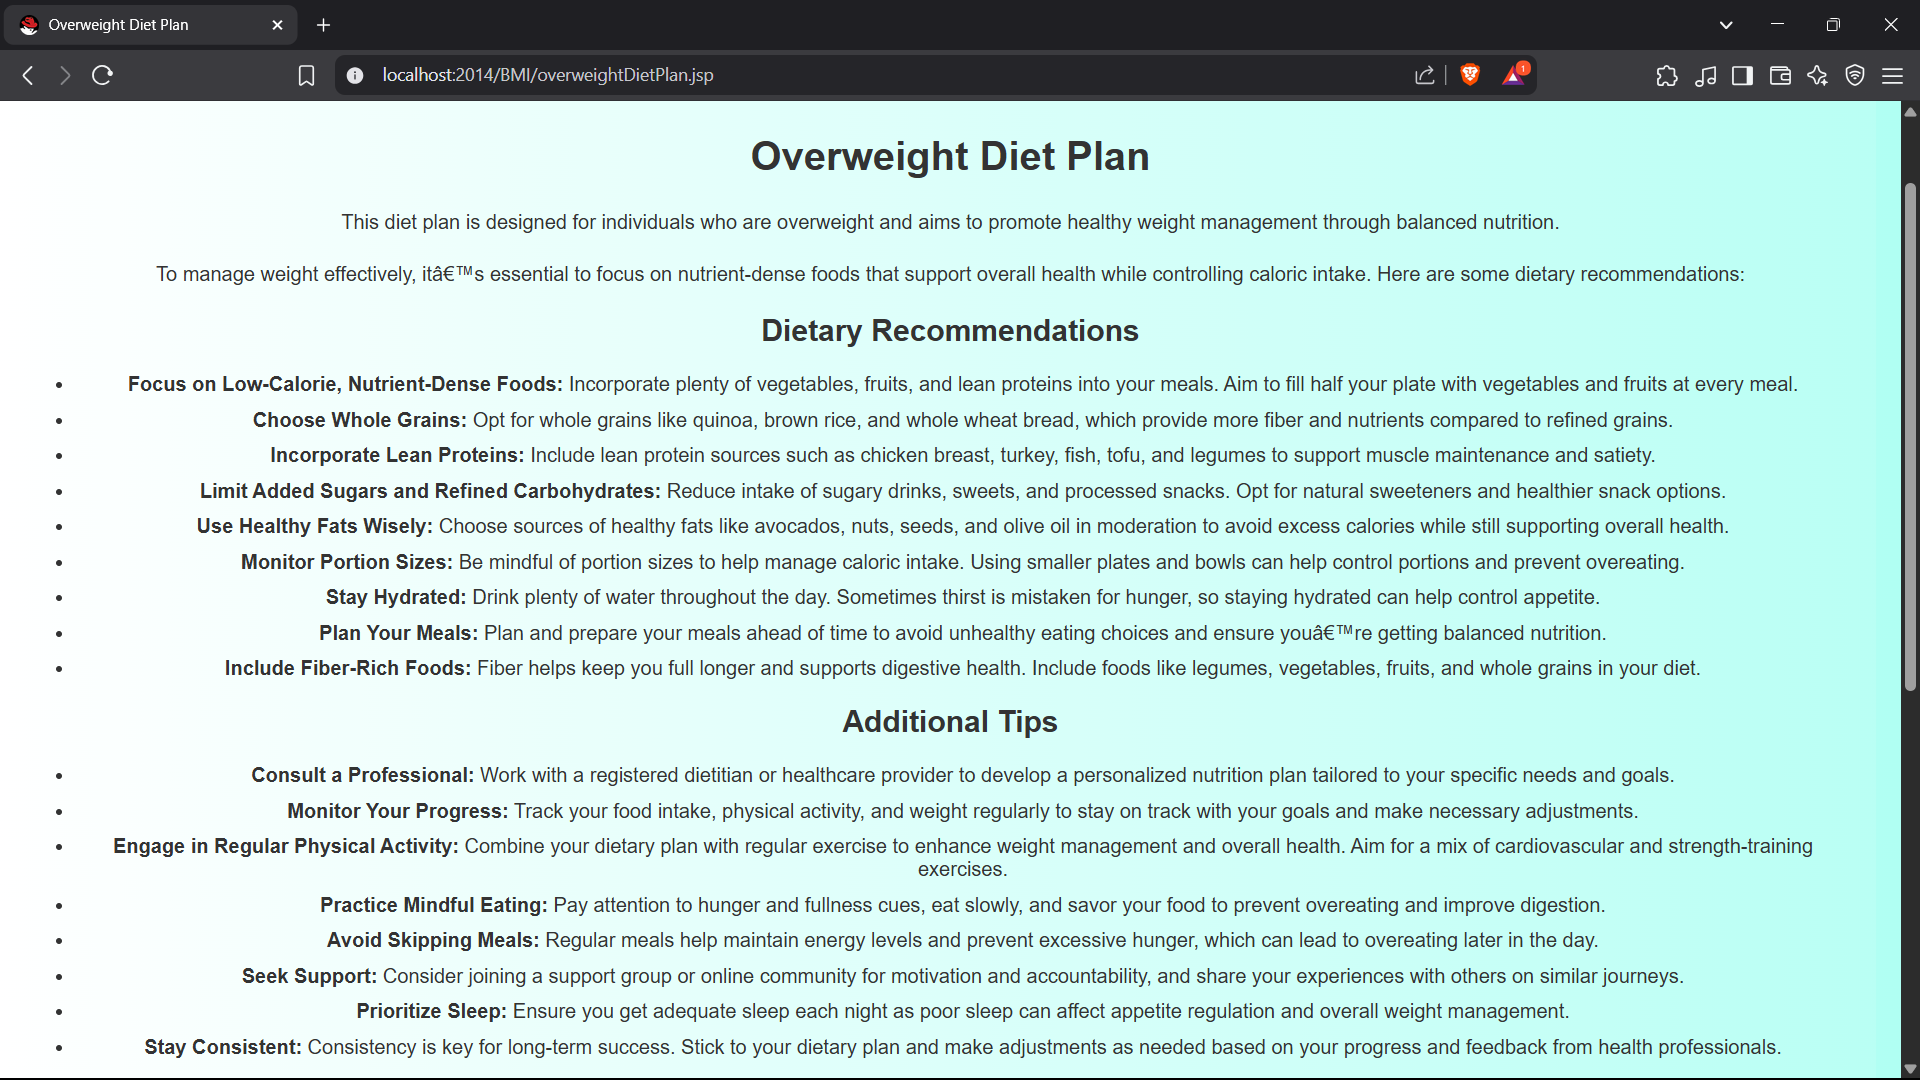 Overweight Diet Plan
localhost:2014/BMI/overweightDietPlan.jsp
1
Overweight Diet Plan
This diet plan is designed for individuals who are overweight and aims to promote healthy weight management through balanced nutrition.
To manage weight effectively, itâ€™s essential to focus on nutrient-dense foods that support overall health while controlling caloric intake. Here are some dietary recommendations:
Dietary Recommendations
• Focus on Low-Calorie, Nutrient-Dense Foods: Incorporate plenty of vegetables, fruits, and lean proteins into your meals. Aim to fill half your plate with vegetables and fruits at every meal.
• Choose Whole Grains: Opt for whole grains like quinoa, brown rice, and whole wheat bread, which provide more fiber and nutrients compared to refined grains.
• Incorporate Lean Proteins: Include lean protein sources such as chicken breast, turkey, fish, tofu, and legumes to support muscle maintenance and satiety.
• Limit Added Sugars and Refined Carbohydrates: Reduce intake of sugary drinks, sweets, and processed snacks. Opt for natural sweeteners and healthier snack options.
• Use Healthy Fats Wisely: Choose sources of healthy fats like avocados, nuts, seeds, and olive oil in moderation to avoid excess calories while still supporting overall health.
• Monitor Portion Sizes: Be mindful of portion sizes to help manage caloric intake. Using smaller plates and bowls can help control portions and prevent overeating.
• Stay Hydrated: Drink plenty of water throughout the day. Sometimes thirst is mistaken for hunger, so staying hydrated can help control appetite.
• Plan Your Meals: Plan and prepare your meals ahead of time to avoid unhealthy eating choices and ensure youâ€™re getting balanced nutrition.
• Include Fiber-Rich Foods: Fiber helps keep you full longer and supports digestive health. Include foods like legumes, vegetables, fruits, and whole grains in your diet.
Additional Tips
• Consult a Professional: Work with a registered dietitian or healthcare provider to develop a personalized nutrition plan tailored to your specific needs and goals.
• Monitor Your Progress: Track your food intake, physical activity, and weight regularly to stay on track with your goals and make necessary adjustments.
• Engage in Regular Physical Activity: Combine your dietary plan with regular exercise to enhance weight management and overall health. Aim for a mix of cardiovascular and strength-training
exercises.
• Practice Mindful Eating: Pay attention to hunger and fullness cues, eat slowly, and savor your food to prevent overeating and improve digestion.
• Avoid Skipping Meals: Regular meals help maintain energy levels and prevent excessive hunger, which can lead to overeating later in the day.
• Seek Support: Consider joining a support group or online community for motivation and accountability, and share your experiences with others on similar journeys.
• Prioritize Sleep: Ensure you get adequate sleep each night as poor sleep can affect appetite regulation and overall weight management.
• Stay Consistent: Consistency is key for long-term success. Stick to your dietary plan and make adjustments as needed based on your progress and feedback from health professionals.